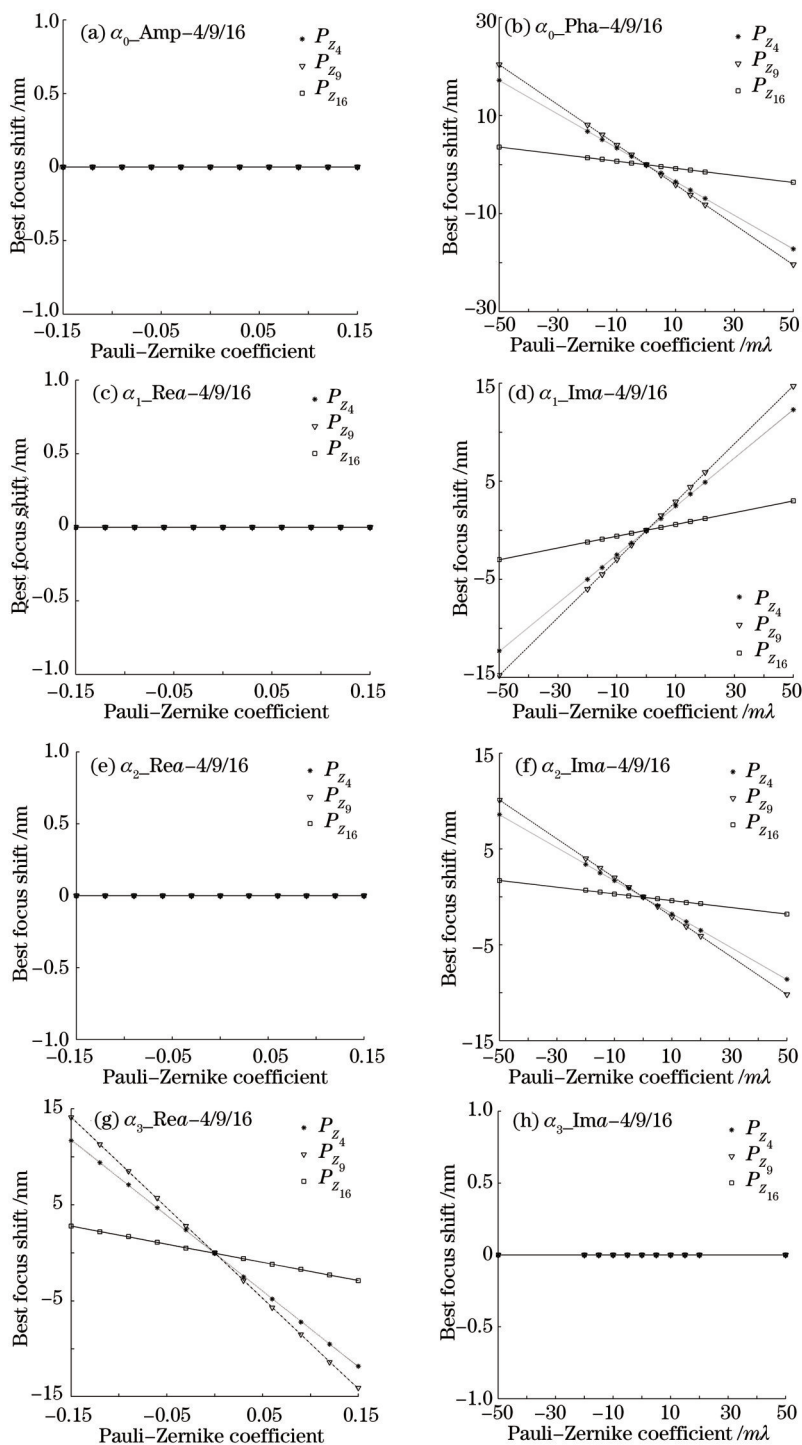 (a) α₀_Amp−4/9/16
P_Z₄
P_Z₉
P_Z₁₆
1.0
0.5
0
−0.5
−1.0
Best focus shift/nm
−0.15
−0.05
0.05
0.15
Pauli−Zernike coefficient
(b) α₀_Pha−4/9/16
P_Z₄
P_Z₉
P_Z₁₆
30
10
−10
−30
Best focus shift/nm
−50
−30
−10
10
30
50
Pauli−Zernike coefficient/mλ
(c) α₁_Rea−4/9/16
P_Z₄
P_Z₉
P_Z₁₆
1.0
0.5
0
−0.5
−1.0
Best focus shift/nm
−0.15
−0.05
0.05
0.15
Pauli−Zernike coefficient
(d) α₁_Ima−4/9/16
15
5
−5
−15
Best focus shift/nm
P_Z₄
P_Z₉
P_Z₁₆
−50
−30
−10
10
30
50
Pauli−Zernike coefficient/mλ
(e) α₂_Rea−4/9/16
P_Z₄
P_Z₉
P_Z₁₆
1.0
0.5
0
−0.5
−1.0
Best focus shift/nm
−0.15
−0.05
0.05
0.15
Pauli−Zernike coefficient
(f) α₂_Ima−4/9/16
P_Z₄
P_Z₉
P_Z₁₆
15
5
−5
−15
Best focus shift/nm
−50
−30
−10
10
30
50
Pauli−Zernike coefficient/mλ
(g) α₃_Rea−4/9/16
P_Z₄
P_Z₉
P_Z₁₆
15
5
−5
−15
Best focus shift/nm
−0.15
−0.05
0.05
0.15
Pauli−Zernike coefficient
(h) α₃_Ima−4/9/16
P_Z₄
P_Z₉
P_Z₁₆
1.0
0.5
0
−0.5
−1.0
Best focus shift/nm
−50
−30
−10
10
30
50
Pauli−Zernike coefficient/mλ